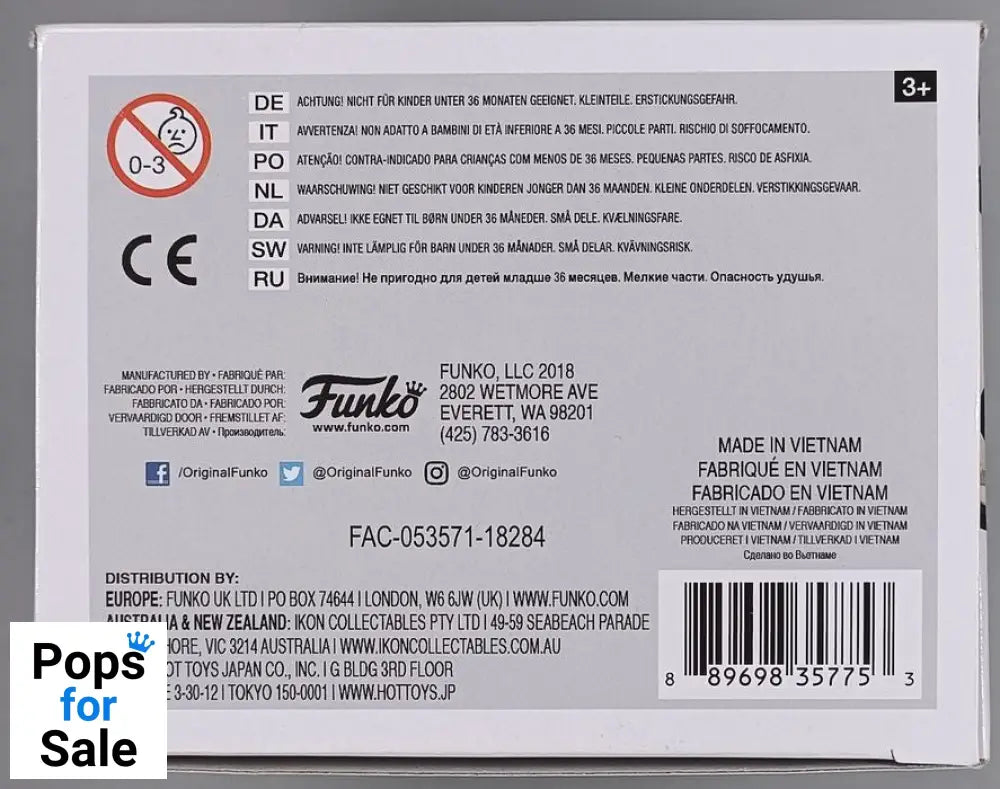 3+
0-3
DE ACHTUNG! NICHT FÜR KINDER UNTER 36 MONATEN GEEIGNET. KLEINTEILE. ERSTICKUNGSGEFAHR.
IT AVVERTENZA! NON ADATTO A BAMBINI DI ETÀ INFERIORE A 36 MESI. PICCOLE PARTI. RISCHIO DI SOFFOCAMENTO.
PO ATENÇÃO! CONTRA-INDICADO PARA CRIANÇAS COM MENOS DE 36 MESES. PEQUENAS PARTES. RISCO DE ASFIXIA.
NL WAARSCHUWING! NIET GESCHIKT VOOR KINDEREN JONGER DAN 36 MAANDEN. KLEINE ONDERDELEN. VERSTIKKINGSGEVAAR.
DA ADVARSEL! IKKE EGNET TIL BØRN UNDER 36 MÅNEDER. SMÅ DELE. KVÆLNINGSFARE.
SW VARNING! INTE LÄMPLIG FÖR BARN UNDER 36 MÅNADER. SMÅ DELAR. KVÄVNINGSRISK.
RU Внимание! Не пригодно для детей младше 36 месяцев. Мелкие части. Опасность удушья.
CE
MANUFACTURED BY • FABRIQUÉ PAR:
FABRICADO POR • HERGESTELLT DURCH:
FABBRICATO DA • FABRICADO POR:
VERVAARDIGD DOOR • FREMSTILLET AF:
TILLVERKAD AV • Производитель:
Funko
www.funko.com
FUNKO, LLC 2018
2802 WETMORE AVE
EVERETT, WA 98201
(425) 783-3616
/OriginalFunko @OriginalFunko @OriginalFunko
FAC-053571-18284
MADE IN VIETNAM
FABRIQUÉ EN VIETNAM
FABRICADO EN VIETNAM
HERGESTELLT IN VIETNAM / FABBRICATO IN VIETNAM
FABRICADO NA VIETNAM / VERVAARDIGD IN VIETNAM
PRODUCERET I VIETNAM / TILLVERKAD I VIETNAM
Сделано во Вьетнаме
DISTRIBUTION BY:
EUROPE: FUNKO UK LTD | PO BOX 74644 | LONDON, W6 6JW (UK) | WWW.FUNKO.COM
AUSTRALIA & NEW ZEALAND: IKON COLLECTABLES PTY LTD | 49-59 SEABEACH PARADE
HORE, VIC 3214 AUSTRALIA | WWW.IKONCOLLECTABLES.COM.AU
OT TOYS JAPAN CO., INC. | G BLDG 3RD FLOOR
E 3-30-12 | TOKYO 150-0001 | WWW.HOTTOYS.JP
8 89698 35775 3
Pops
for
Sale